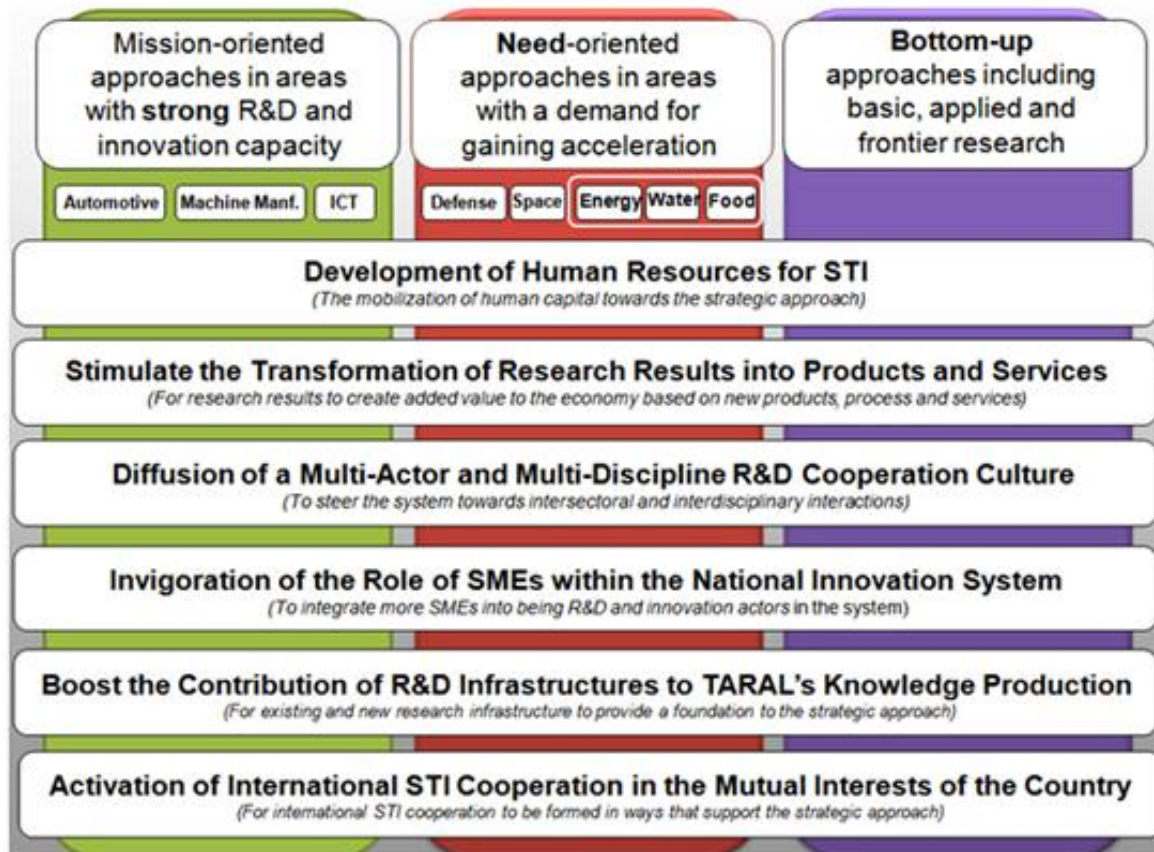 Mission-oriented
approaches in areas
with strong R&D and
innovation capacity
Need-oriented
approaches in areas
with a demand for
gaining acceleration
Bottom-up
approaches including
basic, applied and
frontier research
Automotive
Machine Manf.
ICT
Defense
Space
Energy
Water
Food
Development of Human Resources for STI
(The mobilization of human capital towards the strategic approach)
Stimulate the Transformation of Research Results into Products and Services
(For research results to create added value to the economy based on new products, process and services)
Diffusion of a Multi-Actor and Multi-Discipline R&D Cooperation Culture
(To steer the system towards intersectoral and interdisciplinary interactions)
Invigoration of the Role of SMEs within the National Innovation System
(To integrate more SMEs into being R&D and innovation actors in the system)
Boost the Contribution of R&D Infrastructures to TARAL's Knowledge Production
(For existing and new research infrastructure to provide a foundation to the strategic approach)
Activation of International STI Cooperation in the Mutual Interests of the Country
(For international STI cooperation to be formed in ways that support the strategic approach)